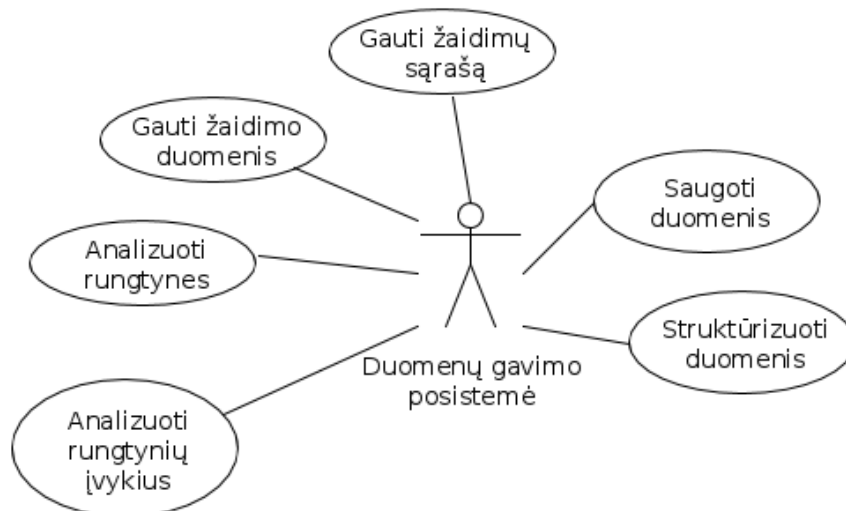 Gauti žaidimų
sąrašą
Gauti žaidimo
duomenis
Saugoti
duomenis
Analizuoti
rungtynes
Struktūrizuoti
duomenis
Duomenų gavimo
posistemė
Analizuoti
rungtynių
įvykius